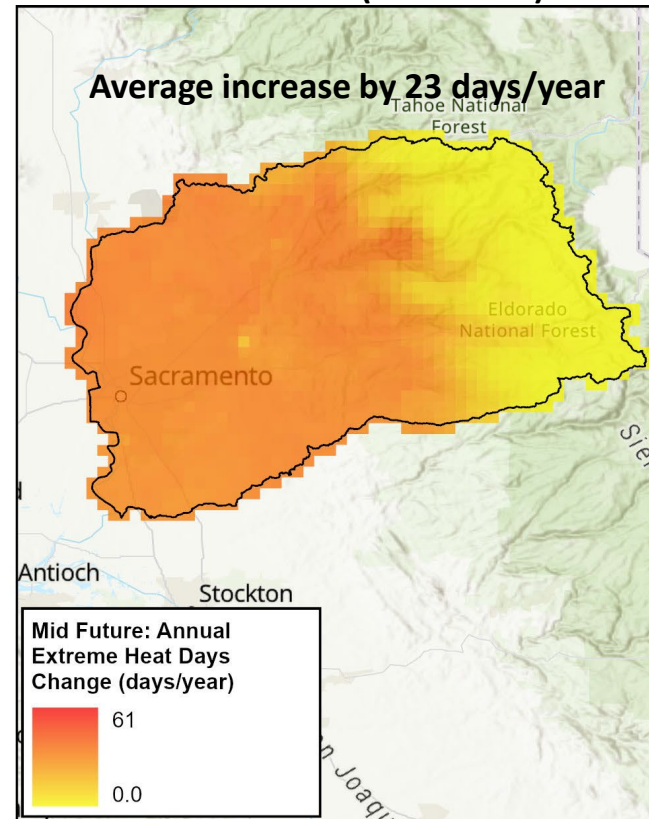 Average increase by 23 days/year
Tahoe National
Forest
Eldorado
National Forest
Sacramento
Antioch
Stockton
Mid Future: Annual
Extreme Heat Days
Change (days/year)
61
0.0